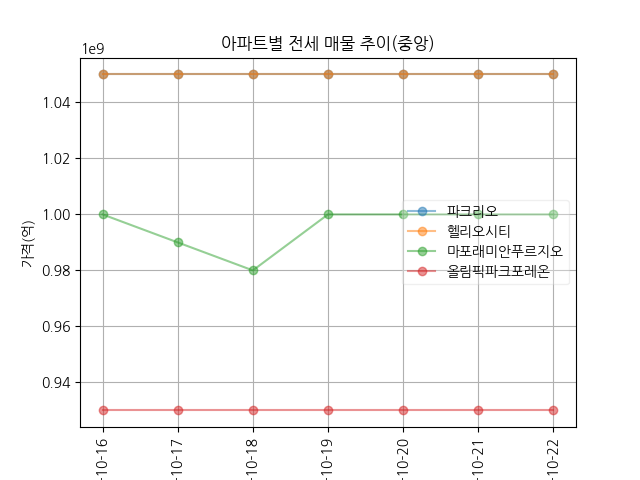 아파트별 전세 매물 추이(중앙)
1e9
1.04
1.02
1.00
0.98
0.96
0.94
가격(억)
파크리오
헬리오시티
마포래미안푸르지오
올림픽파크포레온
-10-16
-10-17
-10-18
-10-19
-10-20
-10-21
-10-22